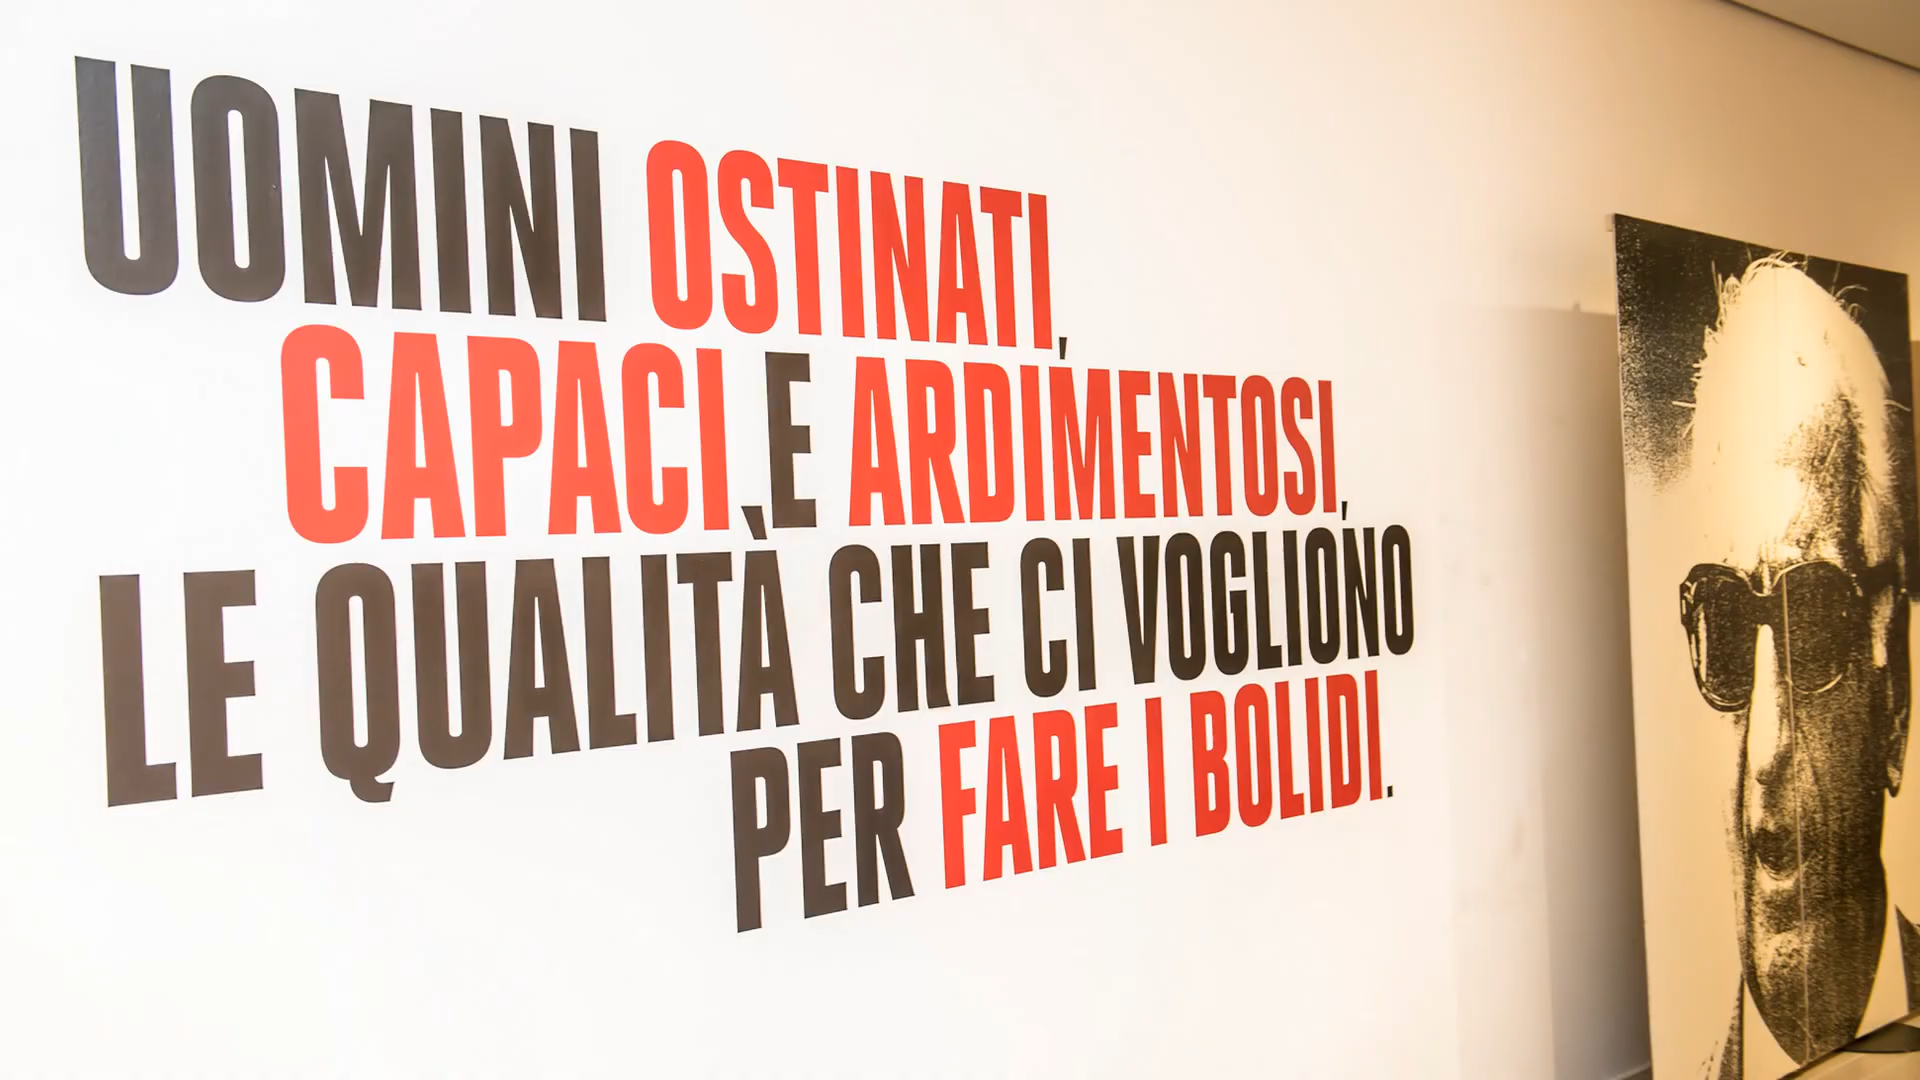 UOMINI OSTINATI,
CAPACI E ARDIMENTOSI,
LE QUALITÀ CHE CI VOGLIONO
PER FARE I BOLIDI.